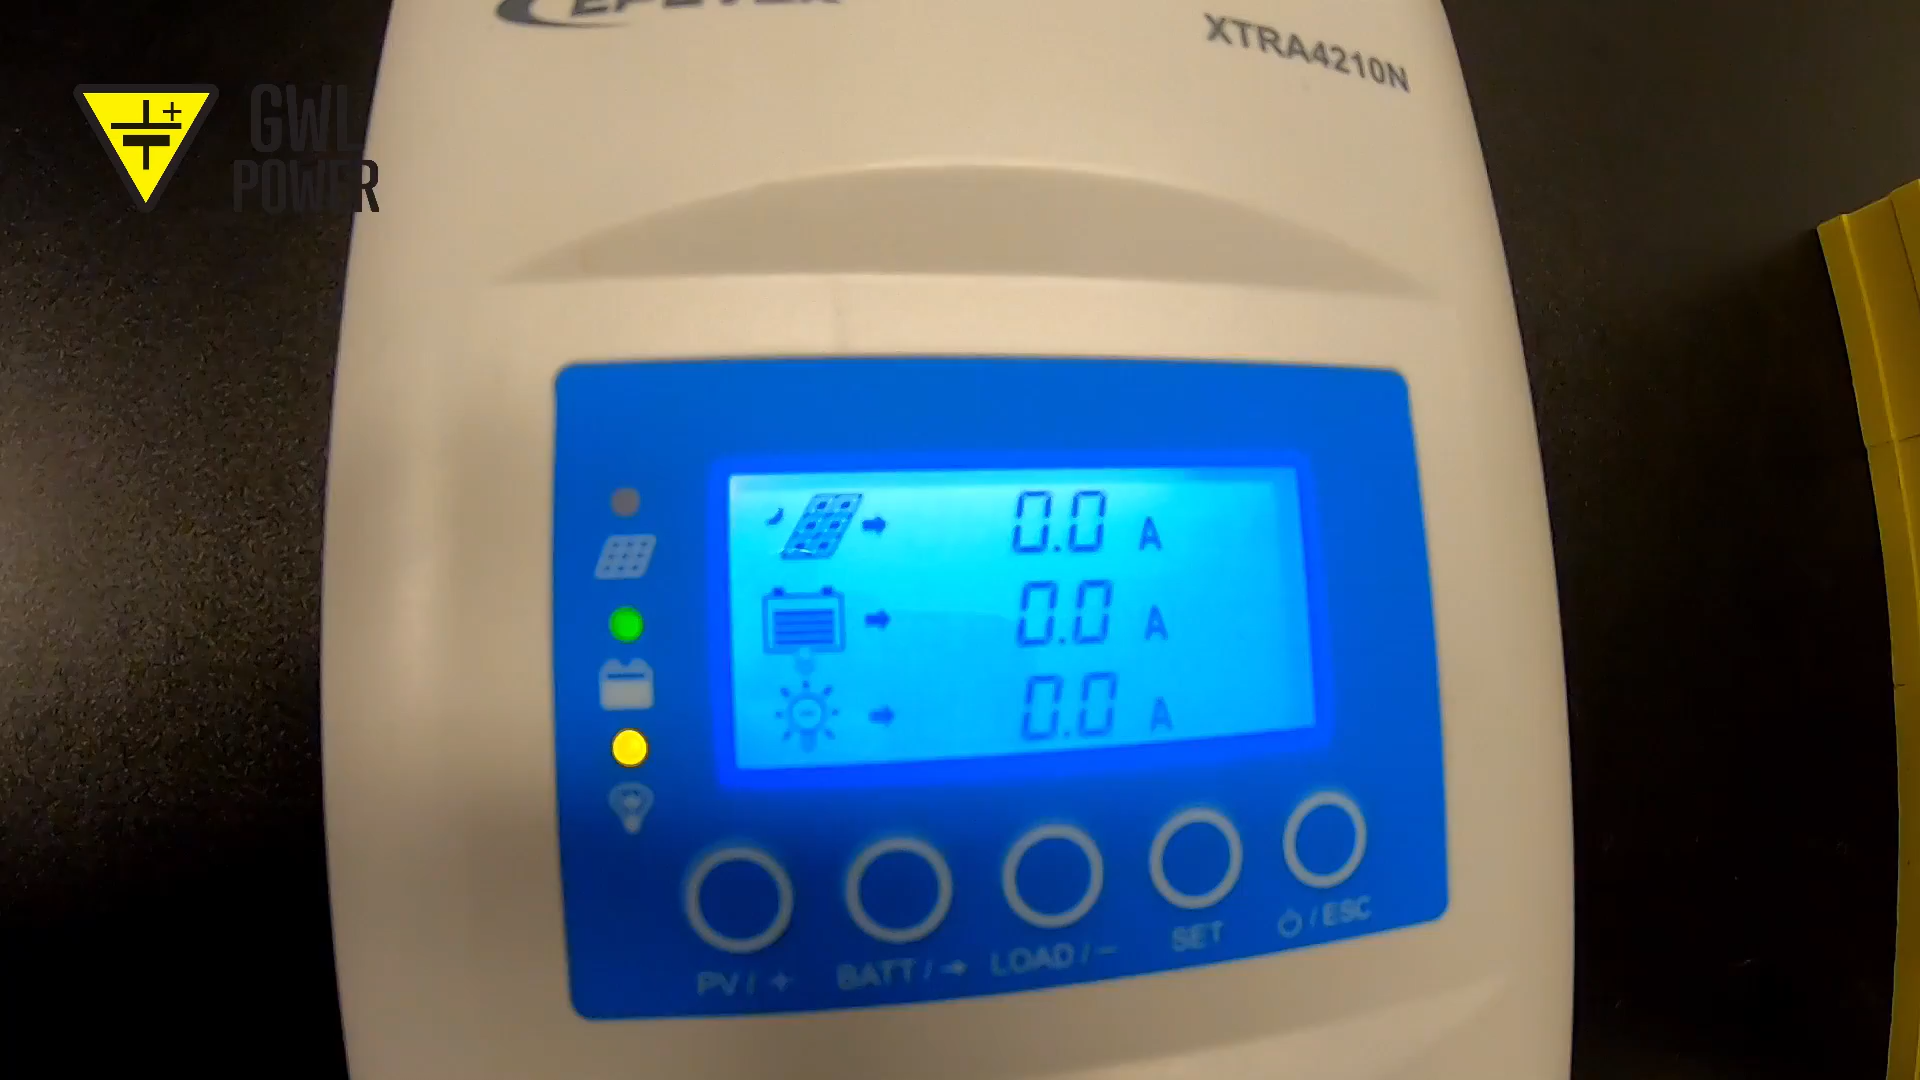 XTRA4210N
GWL
POWER
0.0 A
0.0 A
0.0 A
PV / +
BATT / →
LOAD / −
SET
⏻ / ESC